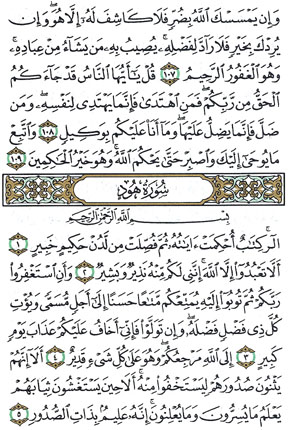 وَإِن يَمْسَسْكَ ٱللَّهُ بِضُرٍّ فَلَا كَاشِفَ لَهُۥٓ إِلَّا هُوَ ۖ وَإِن
يُرِدْكَ بِخَيْرٍ فَلَا رَآدَّ لِفَضْلِهِۦ ۚ يُصِيبُ بِهِۦ مَن يَشَآءُ مِنْ عِبَادِهِۦ ۚ
وَهُوَ ٱلْغَفُورُ ٱلرَّحِيمُ ١٠٧ قُلْ يَٰٓأَيُّهَا ٱلنَّاسُ قَدْ جَآءَكُمُ
ٱلْحَقُّ مِن رَّبِّكُمْ ۖ فَمَنِ ٱهْتَدَىٰ فَإِنَّمَا يَهْتَدِى لِنَفْسِهِۦ ۖ وَمَن
ضَلَّ فَإِنَّمَا يَضِلُّ عَلَيْهَا ۖ وَمَآ أَنَا۠ عَلَيْكُم بِوَكِيلٍ ١٠٨ وَٱتَّبِعْ
مَا يُوحَىٰٓ إِلَيْكَ وَٱصْبِرْ حَتَّىٰ يَحْكُمَ ٱللَّهُ ۚ وَهُوَ خَيْرُ ٱلْحَٰكِمِينَ
١٠٩
سُورَةُ هُودٍ
بِسْمِ ٱللَّهِ ٱلرَّحْمَٰنِ ٱلرَّحِيمِ
الٓر ۚ كِتَٰبٌ أُحْكِمَتْ ءَايَٰتُهُۥ ثُمَّ فُصِّلَتْ مِن لَّدُنْ حَكِيمٍ خَبِيرٍ ١
أَلَّا تَعْبُدُوٓا۟ إِلَّا ٱللَّهَ ۚ إِنَّنِى لَكُم مِّنْهُ نَذِيرٌ وَبَشِيرٌ ٢ وَأَنِ ٱسْتَغْفِرُوا۟
رَبَّكُمْ ثُمَّ تُوبُوٓا۟ إِلَيْهِ يُمَتِّعْكُم مَّتَٰعًا حَسَنًا إِلَىٰٓ أَجَلٍ مُّسَمًّى وَيُؤْتِ
كُلَّ ذِى فَضْلٍ فَضْلَهُۥ ۖ وَإِن تَوَلَّوْا۟ فَإِنِّىٓ أَخَافُ عَلَيْكُمْ عَذَابَ يَوْمٍ
كَبِيرٍ ٣ إِلَى ٱللَّهِ مَرْجِعُكُمْ ۖ وَهُوَ عَلَىٰ كُلِّ شَىْءٍ قَدِيرٌ ٤ أَلَآ إِنَّهُمْ
يَثْنُونَ صُدُورَهُمْ لِيَسْتَخْفُوا۟ مِنْهُ ۚ أَلَا حِينَ يَسْتَغْشُونَ ثِيَابَهُمْ
يَعْلَمُ مَا يُسِرُّونَ وَمَا يُعْلِنُونَ ۚ إِنَّهُۥ عَلِيمٌۢ بِذَاتِ ٱلصُّدُورِ ٥